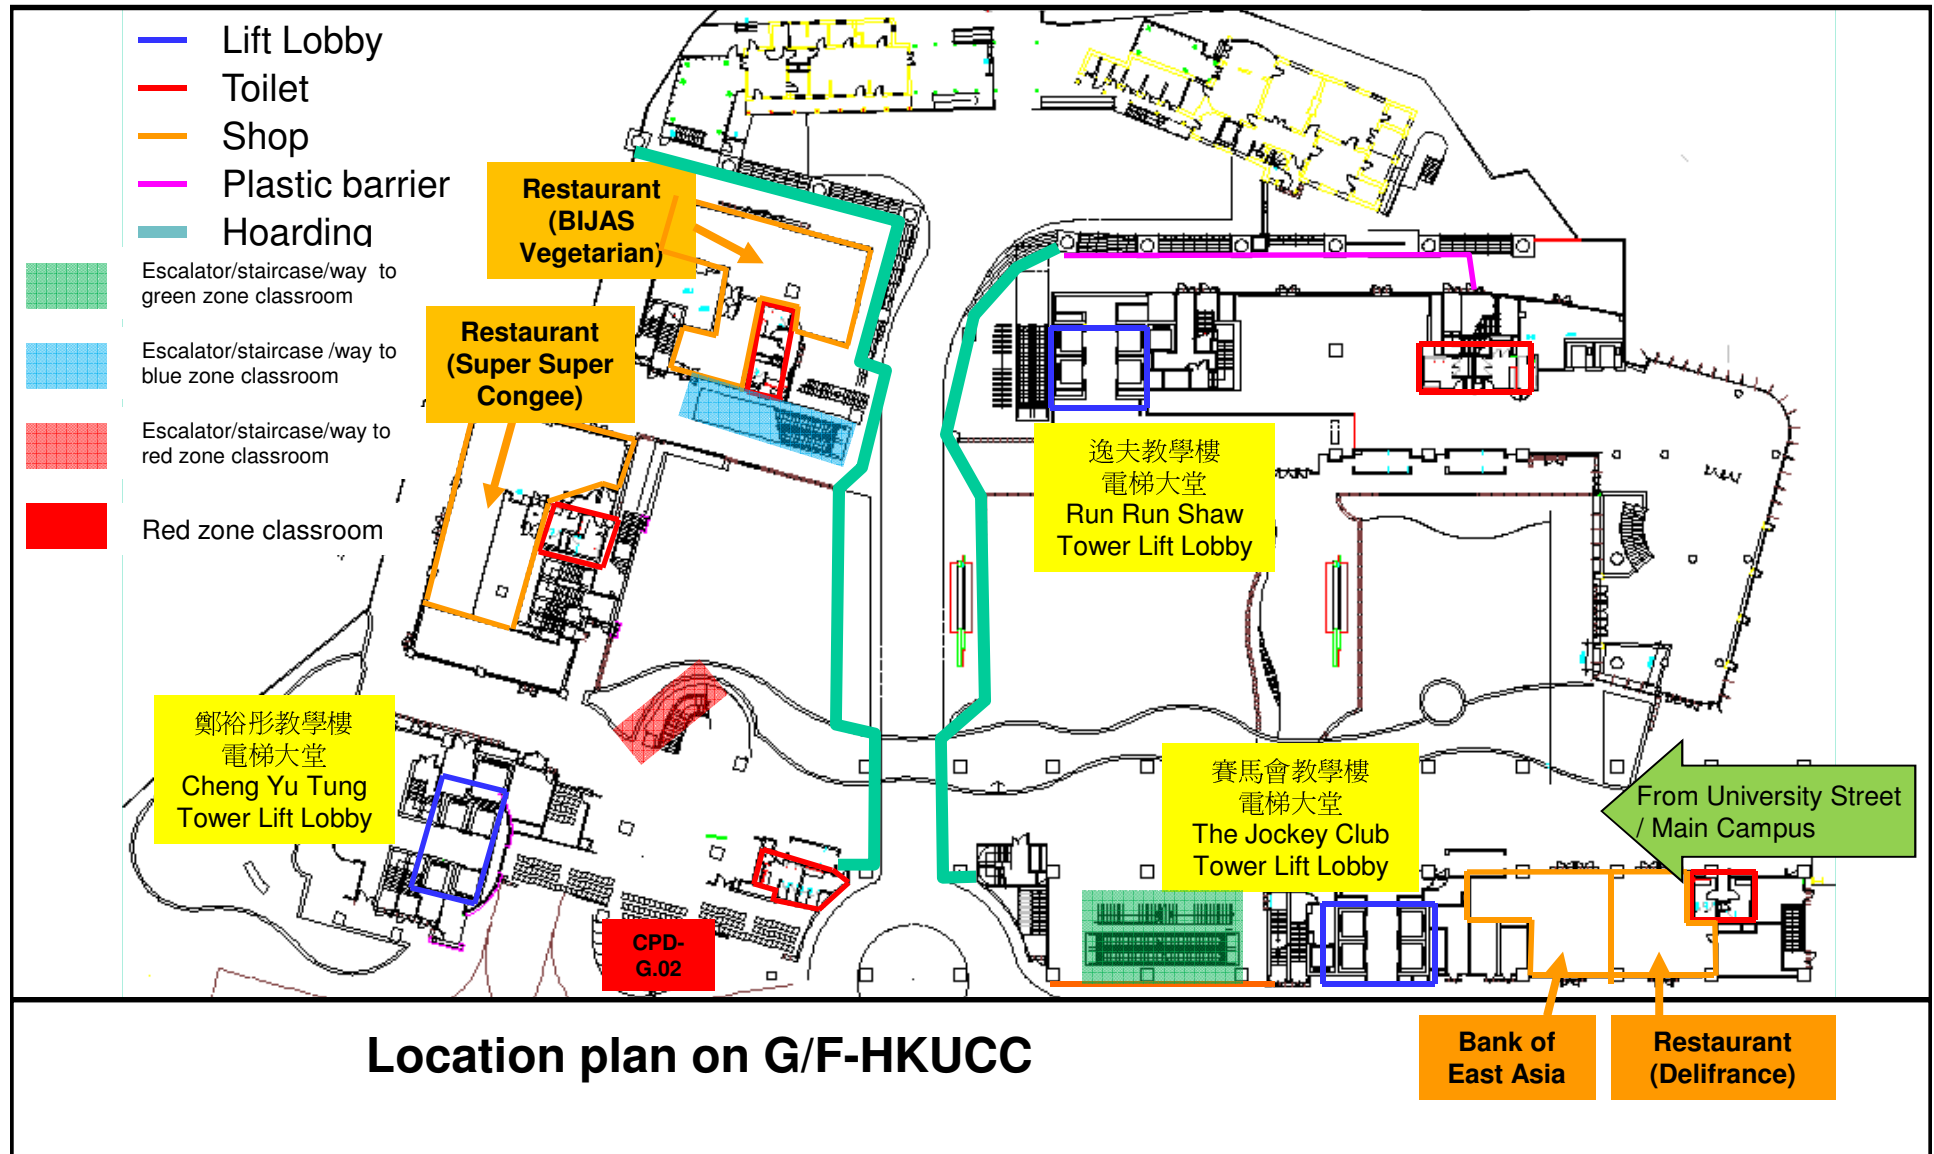 Lift Lobby
Toilet
Shop
Plastic barrier
Hoarding
Escalator/staircase/way to
green zone classroom
Escalator/staircase /way to
blue zone classroom
Escalator/staircase/way to
red zone classroom
Red zone classroom
Restaurant
(BIJAS
Vegetarian)
Restaurant
(Super Super
Congee)
逸夫教學樓
電梯大堂
Run Run Shaw
Tower Lift Lobby
鄭裕彤教學樓
電梯大堂
Cheng Yu Tung
Tower Lift Lobby
賽馬會教學樓
電梯大堂
The Jockey Club
Tower Lift Lobby
From University Street
/ Main Campus
CPD-
G.02
Bank of
East Asia
Restaurant
(Delifrance)
Location plan on G/F-HKUCC